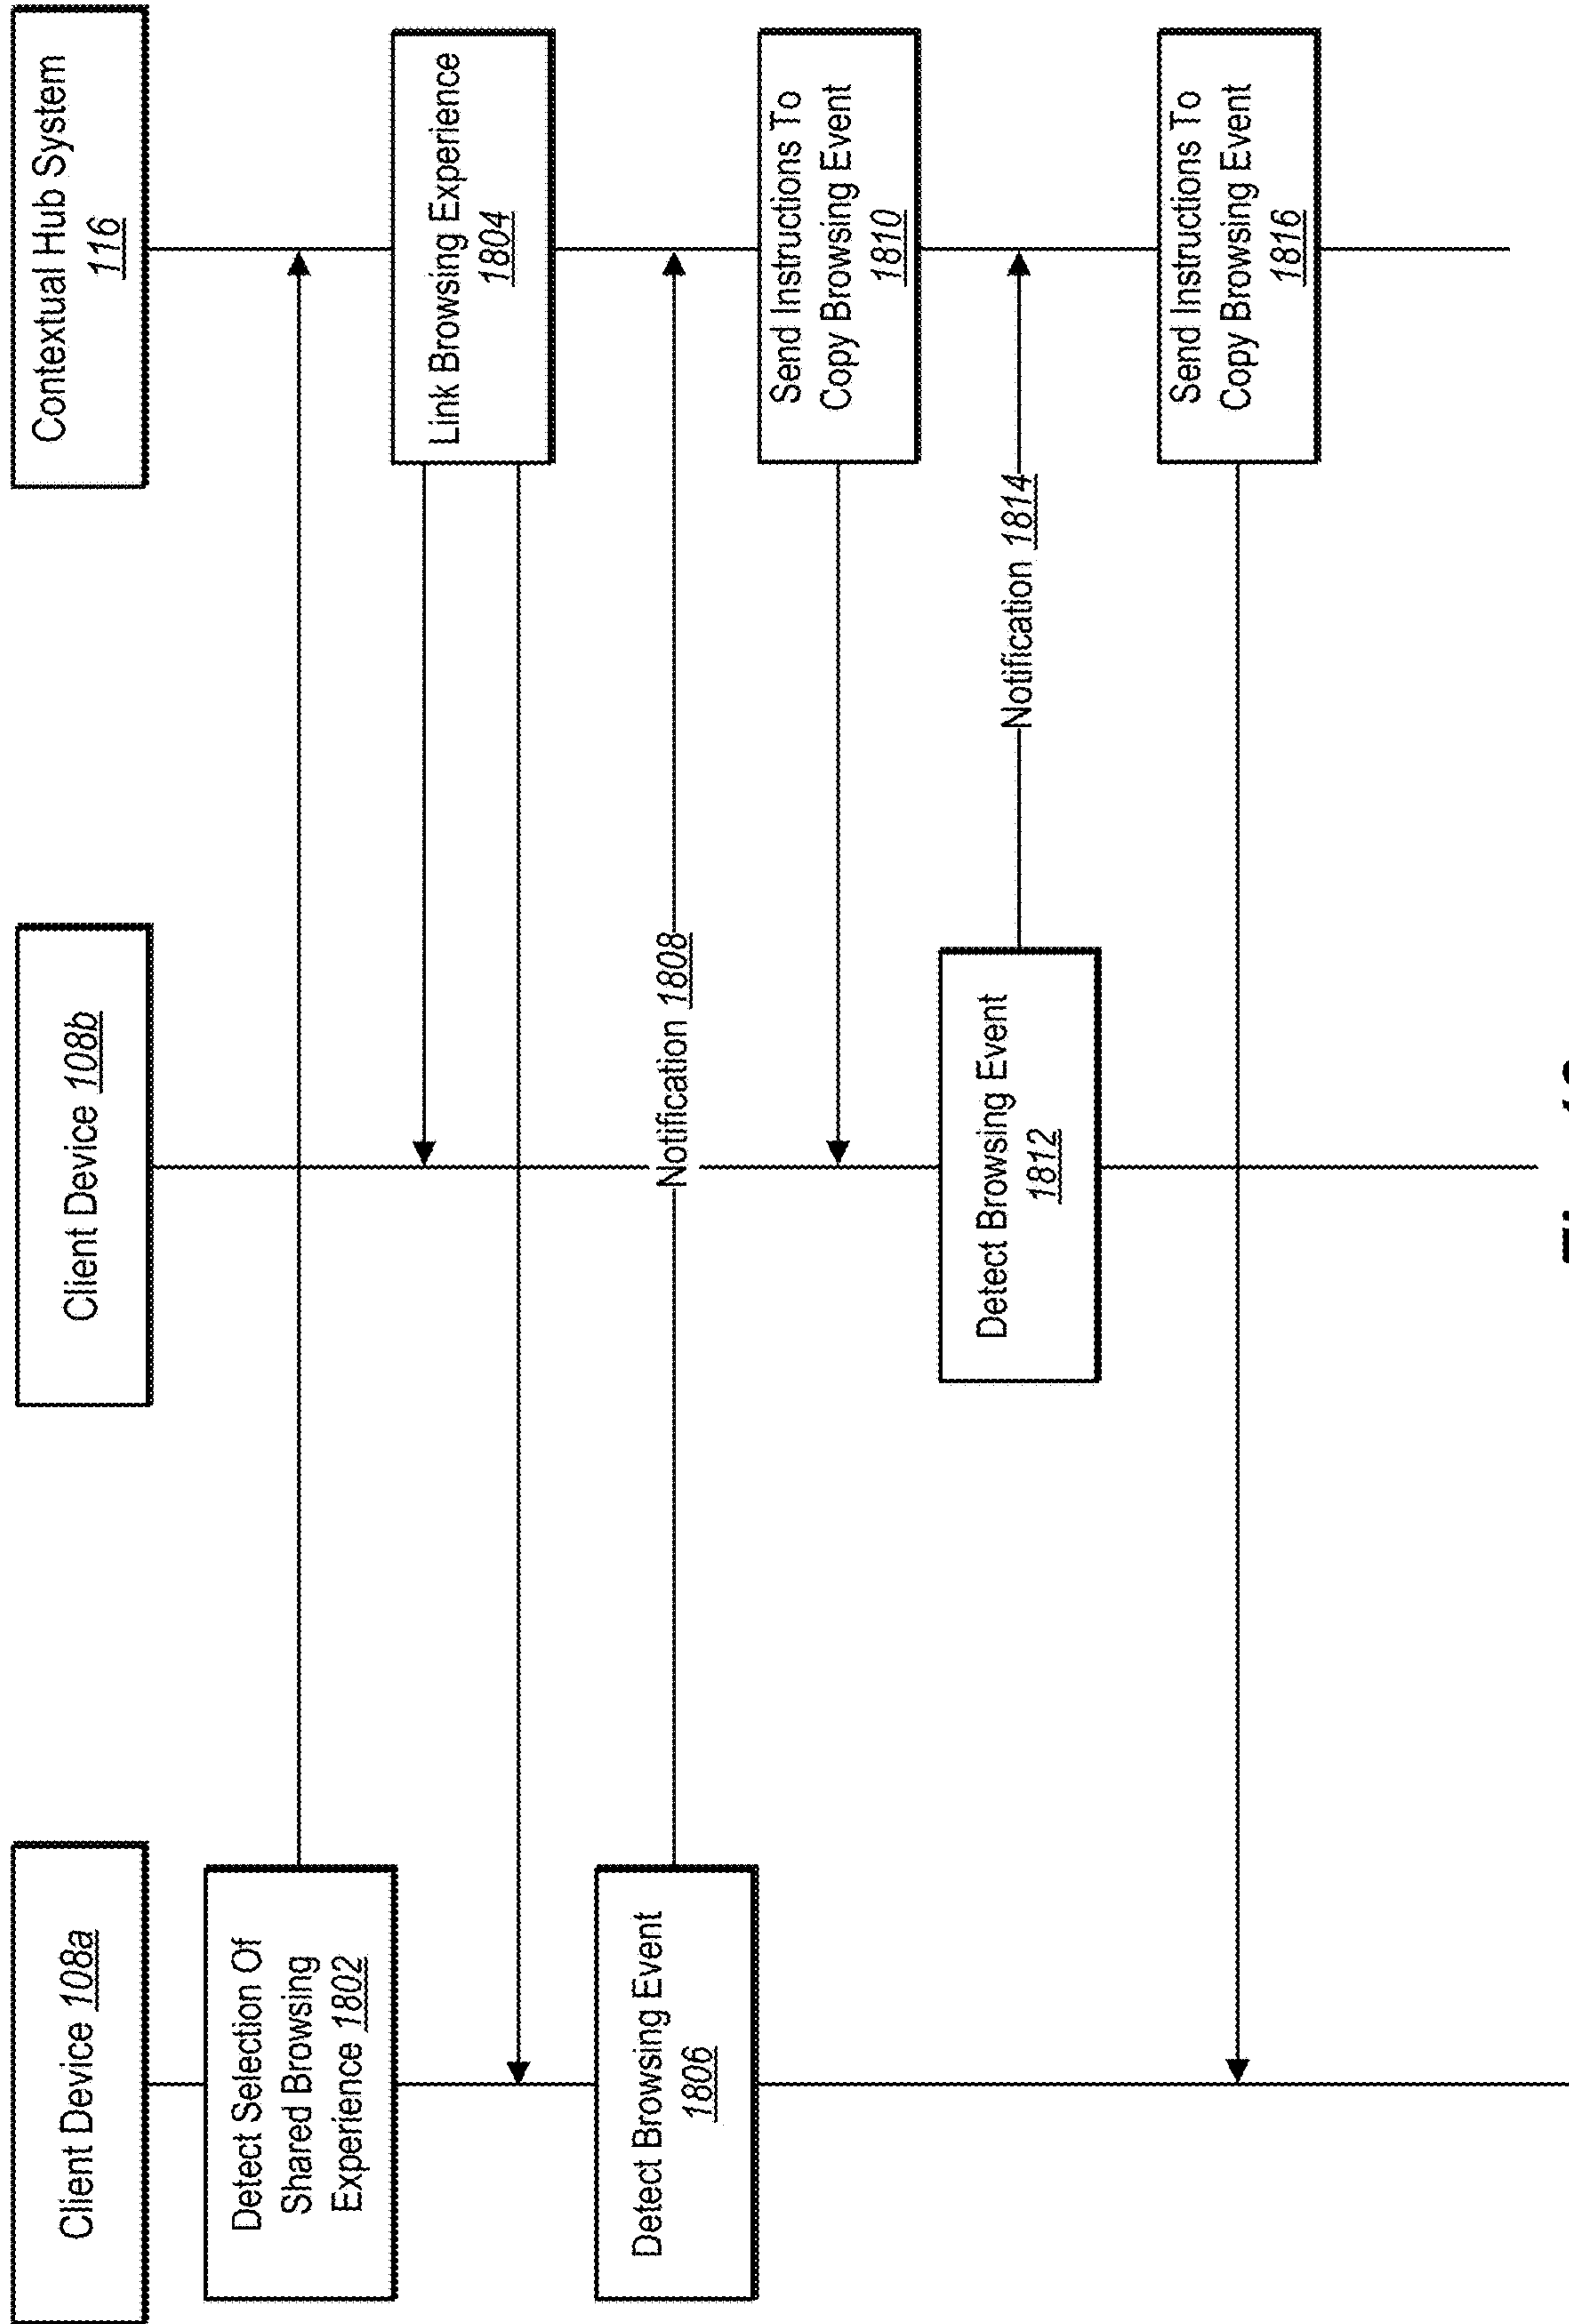 Client Device 108a
Client Device 108b
Contextual Hub System
116
Detect Selection Of
Shared Browsing
Experience 1802
Link Browsing Experience
1804
Detect Browsing Event
1806
Notification 1808
Send Instructions To
Copy Browsing Event
1810
Detect Browsing Event
1812
Notification 1814
Send Instructions To
Copy Browsing Event
1816